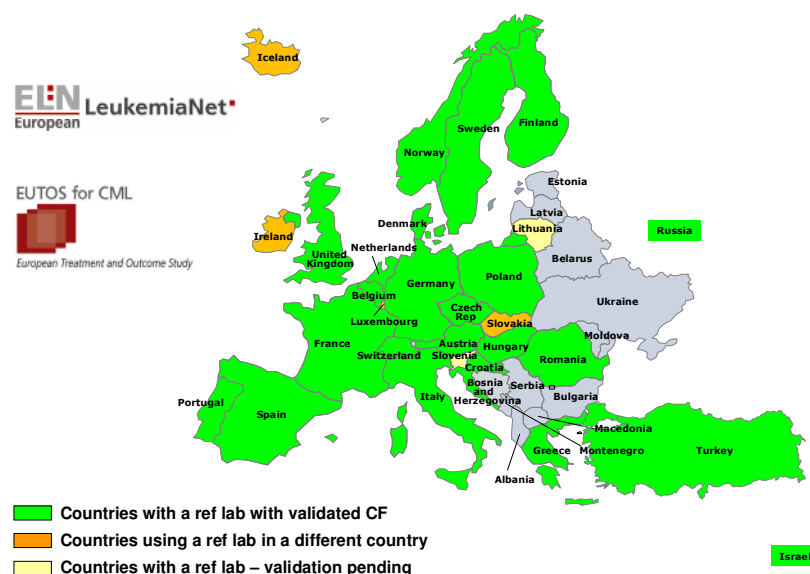 Iceland
ELN LeukemiaNet
European
Finland
Sweden
Norway
EUTOS for CML
Estonia
Latvia
Denmark
Lithuania
Russia
Ireland
Netherlands
United
Kingdom
Belarus
European Treatment and Outcome Study
Poland
Germany
Belgium
Ukraine
Czech
Rep
Luxembourg
Slovakia
Moldova
France
Austria
Hungary
Switzerland
Slovenia
Romania
Croatia
Bosnia
and
Herzegovina
Serbia
Italy
Bulgaria
Portugal
Spain
Macedonia
Greece
Montenegro
Turkey
Albania
Countries with a ref lab with validated CF
Countries using a ref lab in a different country
Israel
Countries with a ref lab – validation pending